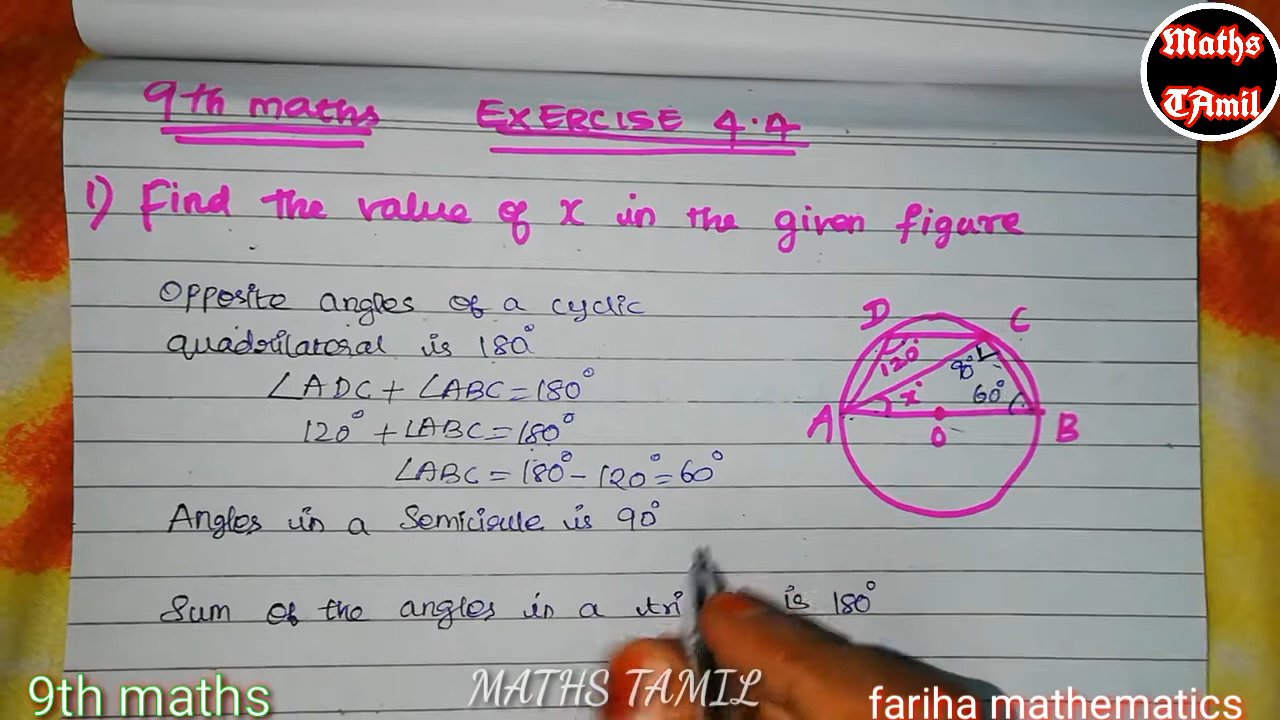 Maths
TAmil
9th maths EXERCISE 4.4
1) Find the value of x in the given figure
Opposite angles of a cyclic
quadrilateral is 180°
∠ADC + ∠ABC = 180°
120° + ∠ABC = 180°
∠ABC = 180° - 120° = 60°
Angles in a Semicircle is 90°
Sum of the angles in a is 180°
D C
120° 90°
x° 60°
A O B
9th maths MATHS TAMIL fariha mathematics